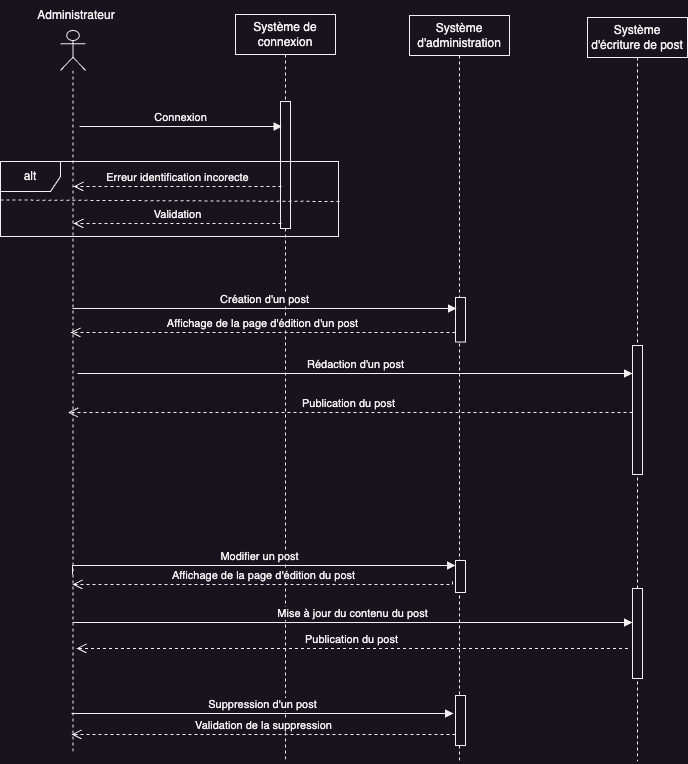 Administrateur
Système de
connexion
Système
d'administration
Système
d'écriture de post
Connexion
alt
Erreur identification incorecte
Validation
Création d'un post
Affichage de la page d'édition d'un post
Rédaction d'un post
Publication du post
Modifier un post
Affichage de la page d'édition du post
Mise à jour du contenu du post
Publication du post
Suppression d'un post
Validation de la suppression